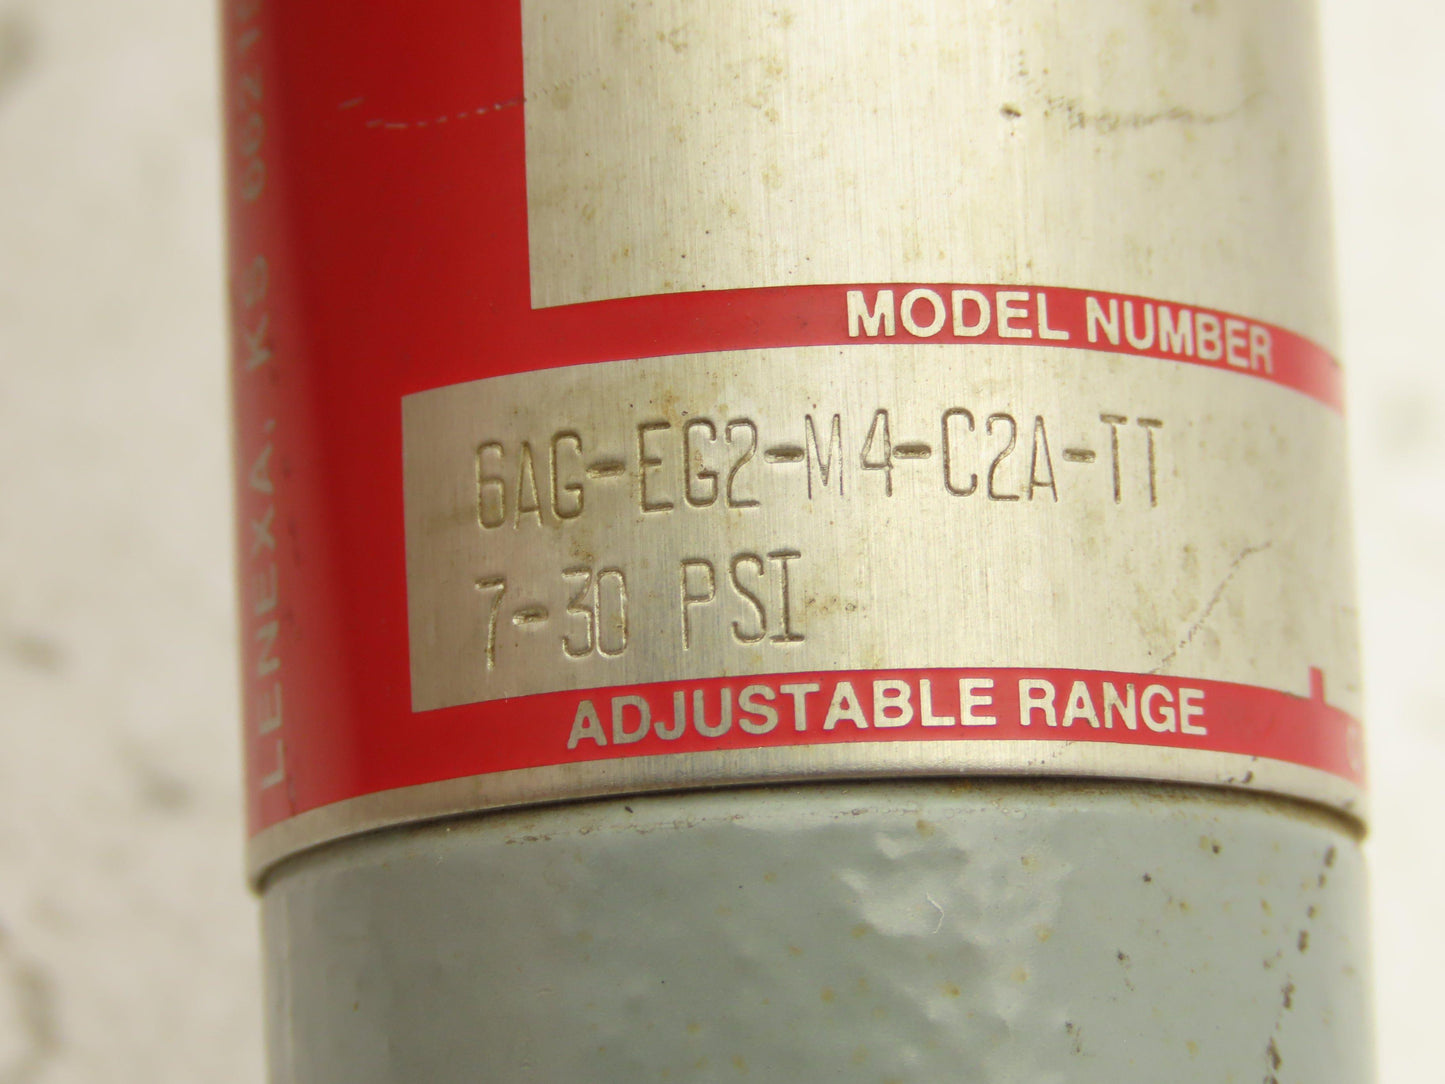 MODEL NUMBER
6AG-EG2-M4-C2A-TT
7-30 PSI
ADJUSTABLE RANGE
LENEXA, KS